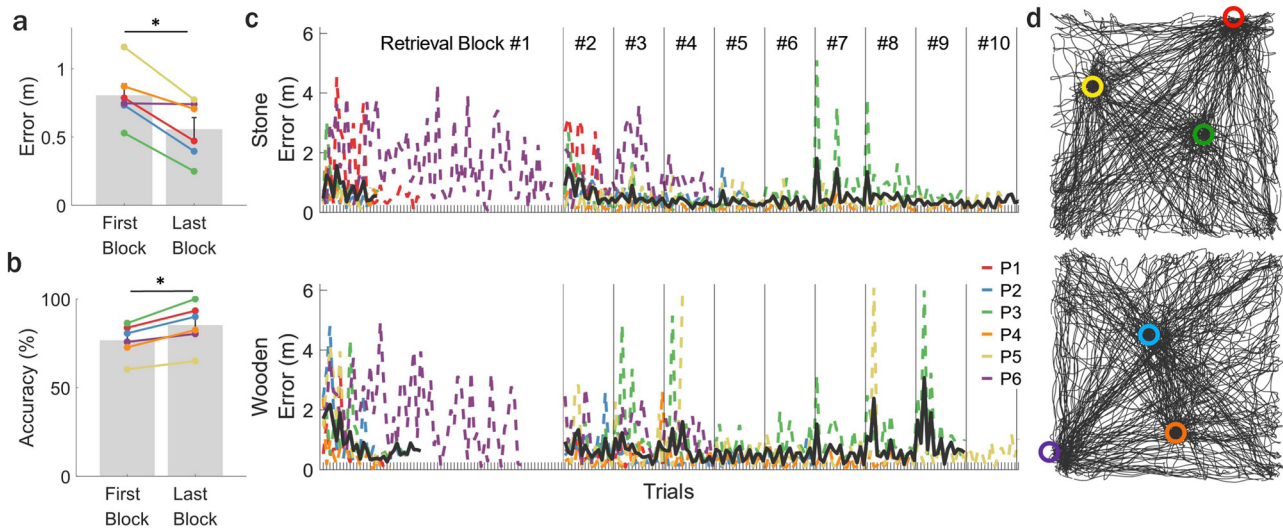 a
*
Error (m)
1
0.5
0
First Last
Block Block
b
*
Accuracy (%)
100
50
0
First Last
Block Block
c
Stone
Error (m)
6
4
2
0
Retrieval Block #1 #2 #3 #4 #5 #6 #7 #8 #9 #10
Wooden
Error (m)
6
4
2
0
P1
P2
P3
P4
P5
P6
Trials
d